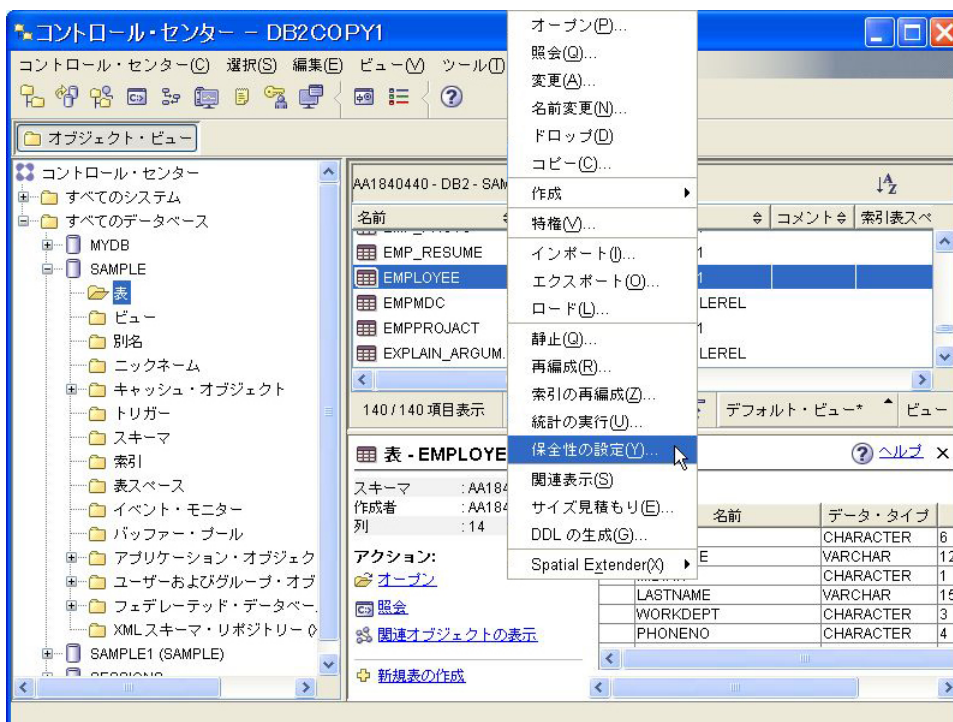 コントロール・センター － DB2COPY1
コントロール・センター(C) 選択(S) 編集(E) ビュー(V) ツール(T)
オブジェクト・ビュー
コントロール・センター
すべてのシステム
すべてのデータベース
MYDB
SAMPLE
表
ビュー
別名
ニックネーム
キャッシュ・オブジェクト
トリガー
スキーマ
索引
表スペース
イベント・モニター
バッファー・プール
アプリケーション・オブジェク
ユーザーおよびグループ・オブ
フェデレーテッド・データベー.
XMLスキーマ・リポジトリー
SAMPLE1 (SAMPLE)
AA1840440 - DB2 - SAM
名前 コメント 索引表スペ
EMP_RESUME
EMPLOYEE
EMPMDC LEREL
EMPPROJACT
EXPLAIN_ARGUM. LEREL
140 / 140 項目表示 デフォルト・ビュー* ビュー
表 - EMPLOYE ヘルプ
スキーマ : AA184
作成者 : AA184
列 : 14
アクション:
オープン
照会
関連オブジェクトの表示
新規表の作成
名前 データ・タイプ
CHARACTER 6
E VARCHAR 12
CHARACTER 1
LASTNAME VARCHAR 15
WORKDEPT CHARACTER 3
PHONENO CHARACTER 4
オープン(P)...
照会(Q)...
変更(A)...
名前変更(N)...
ドロップ(D)
コピー(C)...
作成
特権(V)...
インポート(I)...
エクスポート(O)...
ロード(L)...
静止(Q)...
再編成(R)...
索引の再編成(Z)...
統計の実行(U)...
保全性の設定(Y)...
関連表示(S)
サイズ見積もり(E)...
DDL の生成(G)...
Spatial Extender(X)